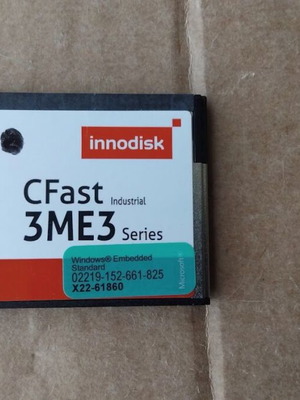 innodisk
CFast Industrial
3ME3 Series
Windows® Embedded
Standard
02219-152-661-825
X22-61860
Microsoft®